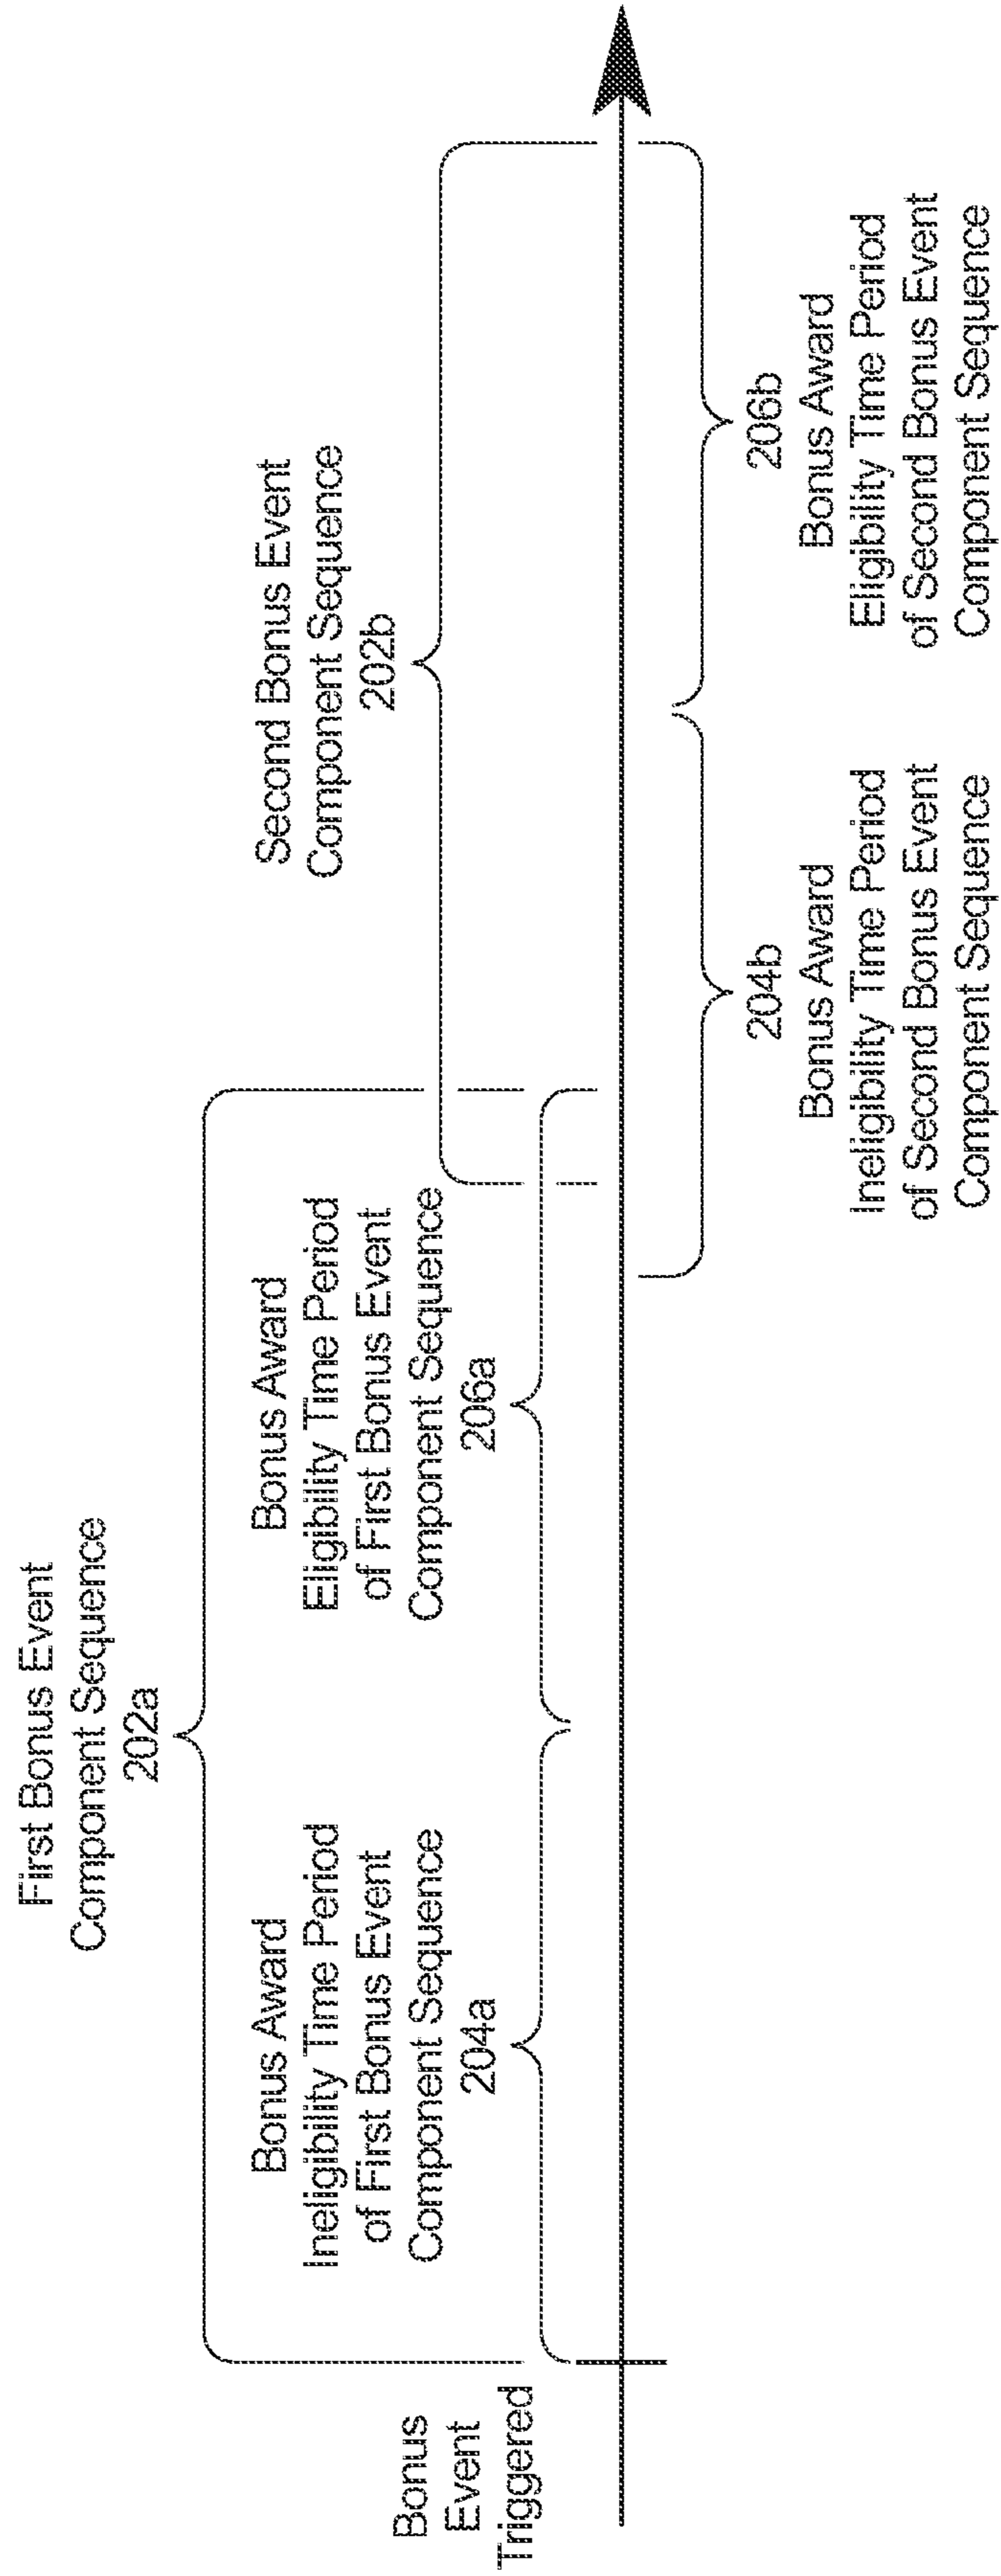 First Bonus Event
Component Sequence
202a
Second Bonus Event
Component Sequence
202b
Bonus
Event
Triggered
Bonus Award
Ineligibility Time Period
of First Bonus Event
Component Sequence
204a
Bonus Award
Eligibility Time Period
of First Bonus Event
Component Sequence
206a
204b
Bonus Award
Ineligibility Time Period
of Second Bonus Event
Component Sequence
206b
Bonus Award
Eligibility Time Period
of Second Bonus Event
Component Sequence